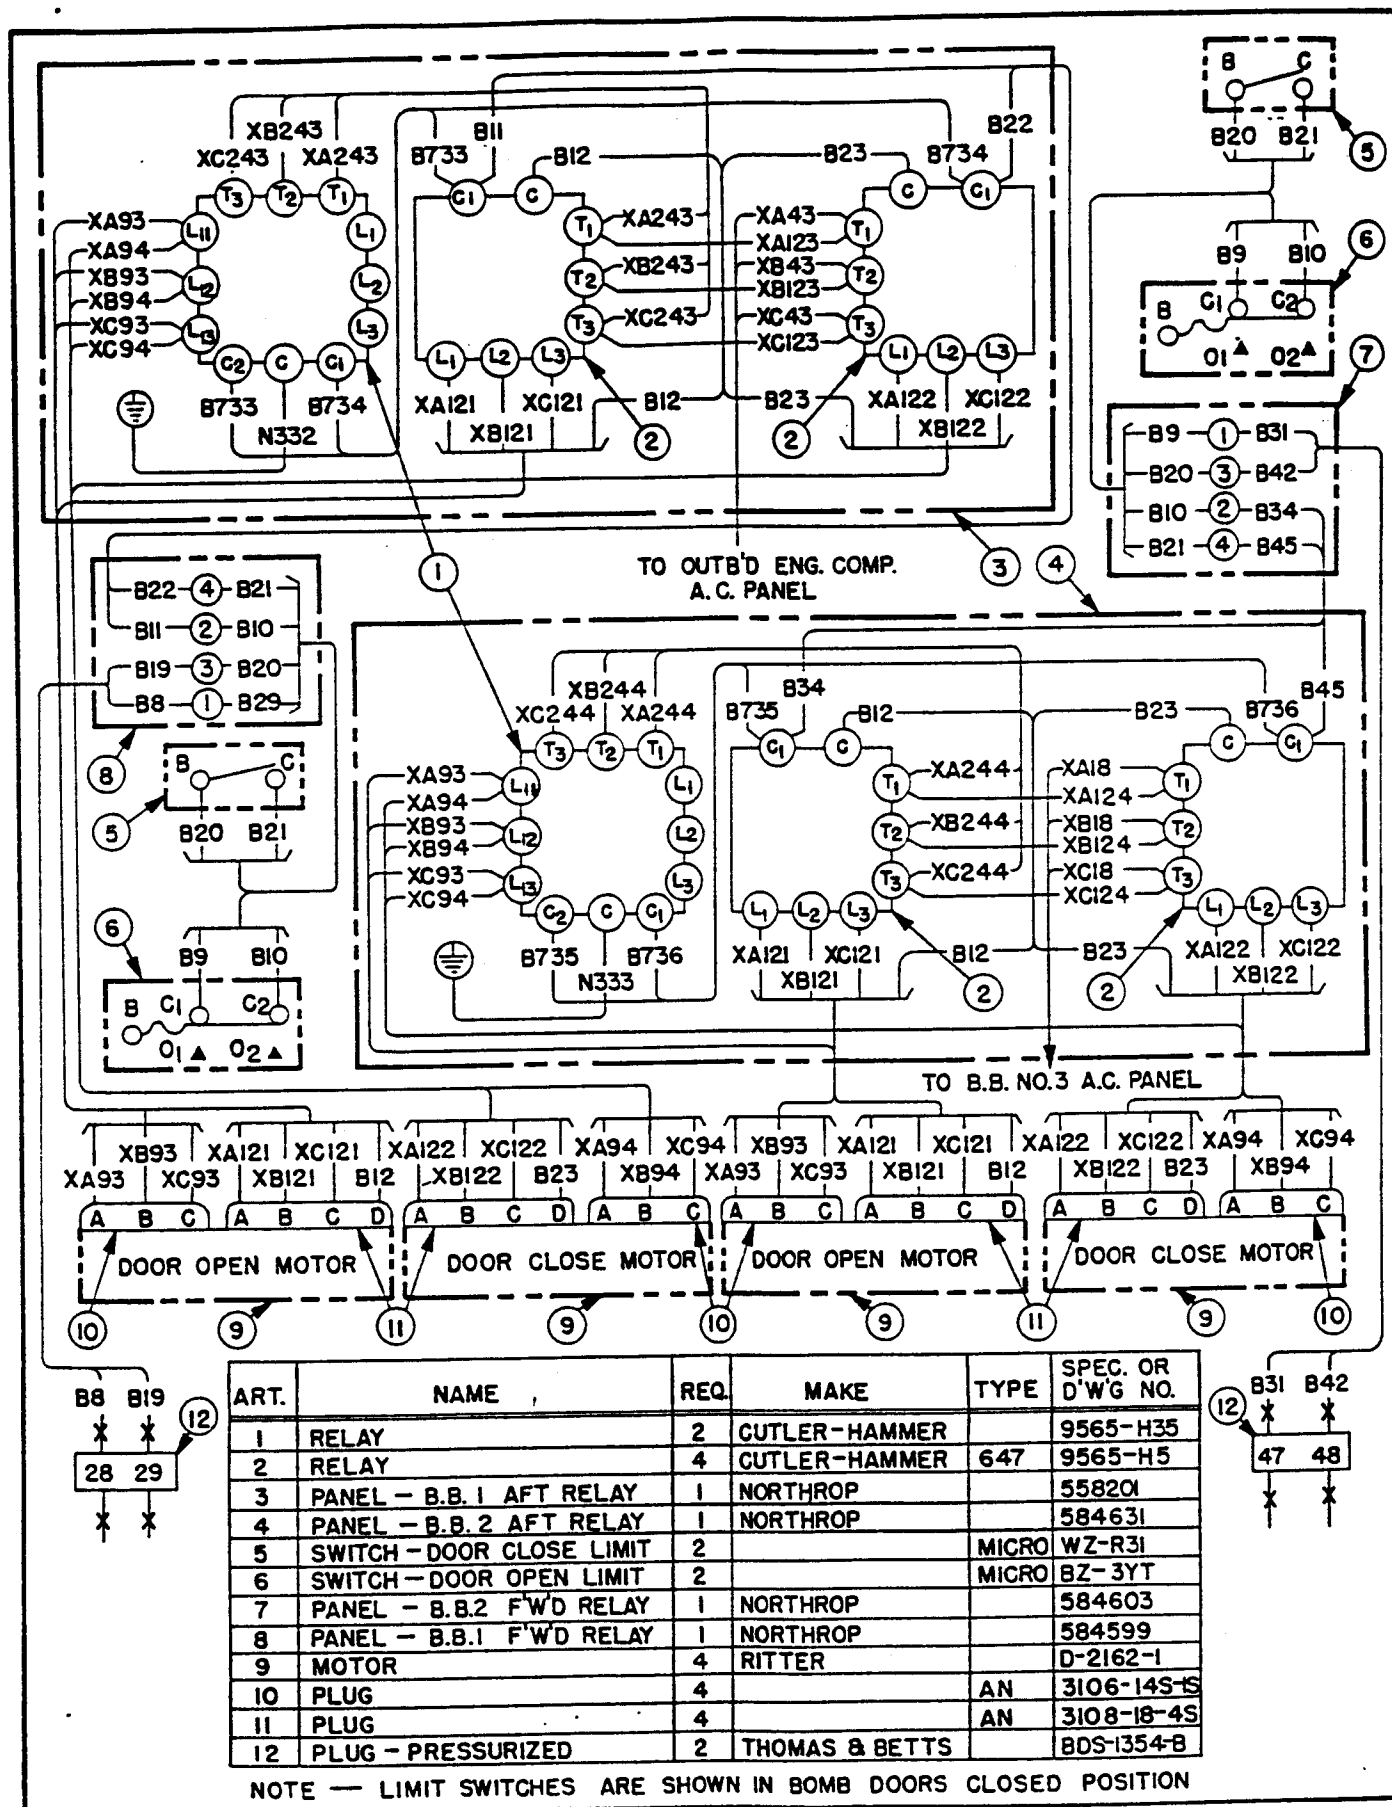 B C
B20 B21
5
B9 B10
6
B C1 C2
O1 ▲ O2 ▲
7
B9 1 B31
B20 3 B42
B10 2 B34
B21 4 B45
XB243 B11 B22
XC243 XA243 B733 B12 B23 B734
T3 T2 T1 C1 C C C1
XA93 L11 L1 T1 XA243 XA43 T1
XA94 XA123
XB93 L12 L2 T2 XB243 XB43 T2
XB94 XB123
XC93 L13 L3 T3 XC243 XC43 T3
XC94 XC123
C2 C C1 L1 L2 L3 L1 L2 L3
B733 B734 XA121 XC121 B12 B23 XA122 XC122
N332 XB121 2 2 XB122
TO OUTB'D ENG. COMP.
A.C. PANEL
1 3 4
B22 4 B21
B11 2 B10
B19 3 B20
B8 1 B29
8
B C
5
B20 B21
6
B9 B10
B C1 C2
O1 ▲ O2 ▲
XB244 B34 B45
XC244 XA244 B735 B12 B23 B736
T3 T2 T1 C1 C C C1
XA93 L11 L1 T1 XA244 XA18 T1
XA94 XA124
XB93 L12 L2 T2 XB244 XB18 T2
XB94 XB124
XC93 L13 L3 T3 XC244 XC18 T3
XC94 XC124
C2 C C1 L1 L2 L3 L1 L2 L3
B735 B736 XA121 XC121 B12 B23 XA122 XC122
N333 XB121 2 2 XB122
TO B.B. NO.3 A.C. PANEL
XB93 XA121 XC121 XA122 XC122 XA94 XC94 XB93 XA121 XC121 XA122 XC122 XA94 XC94
XA93 XC93 XB121 B12 XB122 B23 XB94 XA93 XC93 XB121 B12 XB122 B23 XB94
A B C A B C D A B C D A B C A B C A B C D A B C D A B C
DOOR OPEN MOTOR DOOR CLOSE MOTOR DOOR OPEN MOTOR DOOR CLOSE MOTOR
10 9 11 9 10 9 11 9 10
B8 B19 12
28 29
B31 B42 12
47 48
ART. NAME REQ. MAKE TYPE SPEC. OR D'W'G NO.
1 RELAY 2 CUTLER-HAMMER 9565-H35
2 RELAY 4 CUTLER-HAMMER 647 9565-H5
3 PANEL - B.B. 1 AFT RELAY 1 NORTHROP 558201
4 PANEL - B.B. 2 AFT RELAY 1 NORTHROP 584631
5 SWITCH - DOOR CLOSE LIMIT 2 MICRO WZ-R31
6 SWITCH - DOOR OPEN LIMIT 2 MICRO BZ-3YT
7 PANEL - B.B.2 F'W'D RELAY 1 NORTHROP 584603
8 PANEL - B.B.1 F'W'D RELAY 1 NORTHROP 584599
9 MOTOR 4 RITTER D-2162-1
10 PLUG 4 AN 3106-14S-1S
11 PLUG 4 AN 3108-18-4S
12 PLUG - PRESSURIZED 2 THOMAS & BETTS BDS-1354-B
NOTE — LIMIT SWITCHES ARE SHOWN IN BOMB DOORS CLOSED POSITION